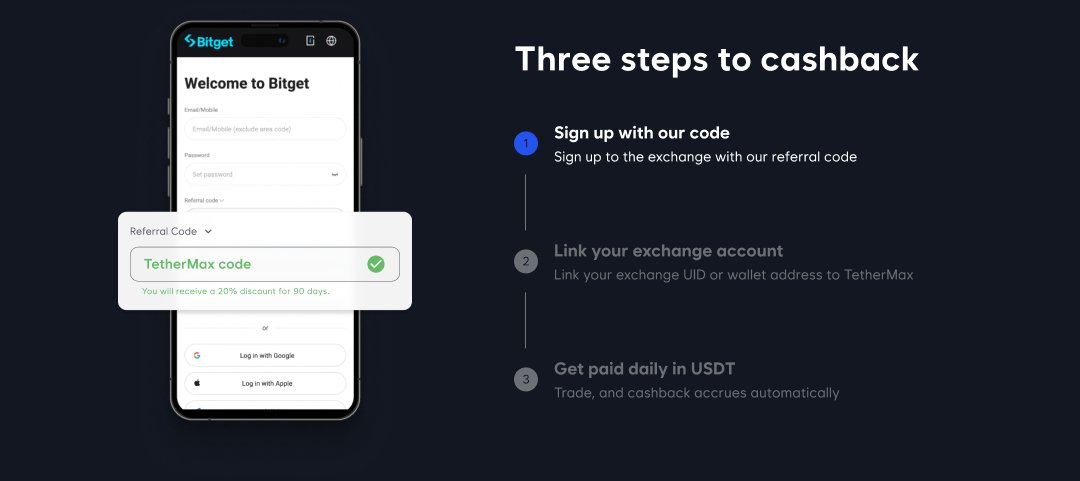 Bitget
Welcome to Bitget
Email/Mobile
Email/Mobile (exclude area code)
Password
Set password
Referral code
Referral Code
TetherMax code
You will receive a 20% discount for 90 days.
or
Log in with Google
Log in with Apple
Three steps to cashback
1
Sign up with our code
Sign up to the exchange with our referral code
2
Link your exchange account
Link your exchange UID or wallet address to TetherMax
3
Get paid daily in USDT
Trade, and cashback accrues automatically